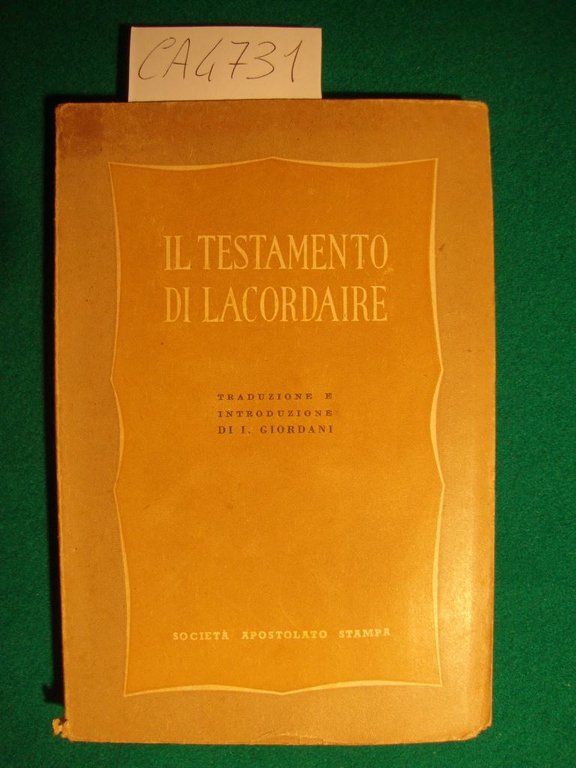 CA4731
IL TESTAMENTO
DI LACORDAIRE
TRADUZIONE E
INTRODUZIONE
DI I. GIORDANI
SOCIETÀ APOSTOLATO STAMPA